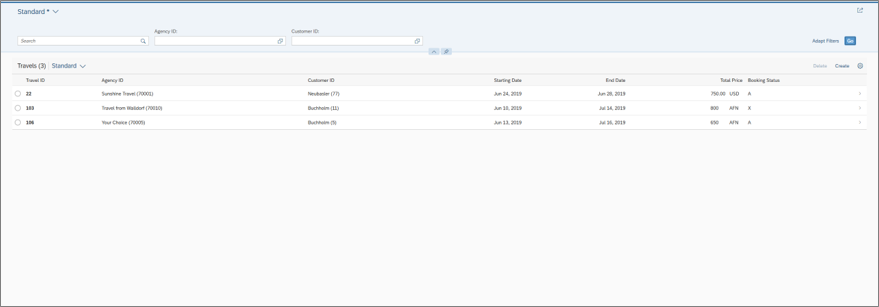 Standard *
Agency ID:
Customer ID:
Search
Adapt Filters
Go
Travels (3) Standard
Delete Create
Travel ID Agency ID Customer ID Starting Date End Date Total Price Booking Status
22 Sunshine Travel (70001) Neubasler (77) Jun 24, 2019 Jun 28, 2019 750.00 USD A
103 Travel from Walldorf (70010) Buchholm (11) Jun 10, 2019 Jul 14, 2019 800 AFN X
106 Your Choice (70005) Buchholm (5) Jun 13, 2019 Jul 16, 2019 650 AFN A